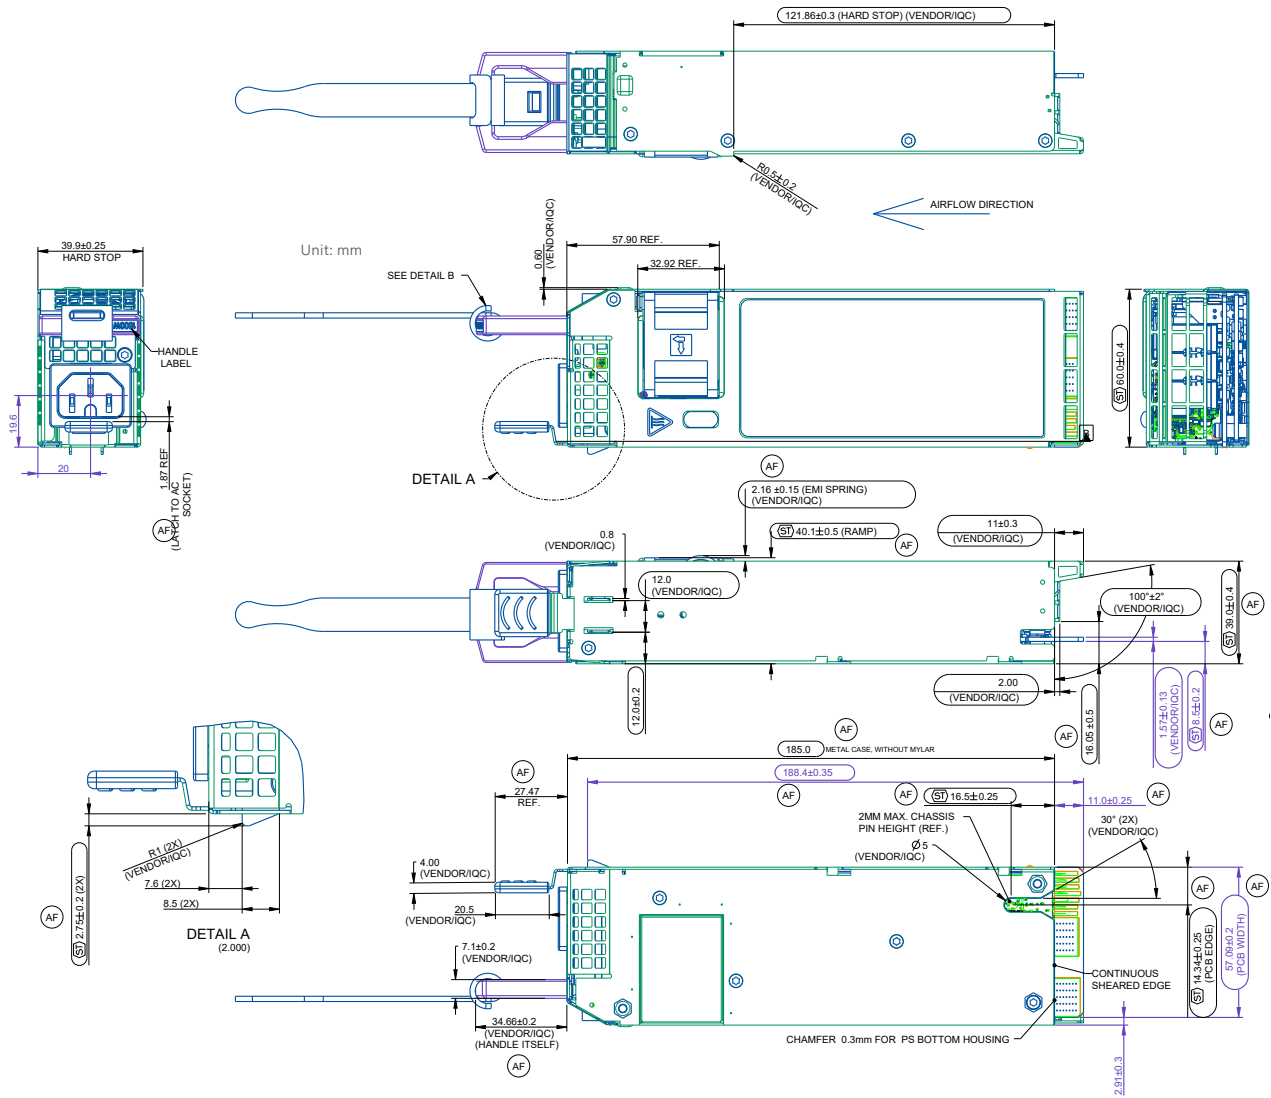 121.86±0.3 (HARD STOP) (VENDOR/IQC)
R0.5±0.2
(VENDOR/IQC)
AIRFLOW DIRECTION
Unit: mm
39.9±0.25
HARD STOP
SEE DETAIL B
0.60
(VENDOR/IQC)
57.90 REF.
32.92 REF.
HANDLE
LABEL
19.6
20
1.87 REF
(LATCH TO AC
SOCKET)
AF
DETAIL A
ST 60.0±0.4
AF
2.16 ±0.15 (EMI SPRING)
(VENDOR/IQC)
ST 40.1±0.5 (RAMP)
AF
11±0.3
(VENDOR/IQC)
0.8
(VENDOR/IQC)
12.0
(VENDOR/IQC)
100°±2°
(VENDOR/IQC)
ST 39.0±0.4
AF
12.0±0.2
2.00
(VENDOR/IQC)
16.05±0.5
AF
1.57±0.13
(VENDOR/IQC)
ST 8.5±0.2
AF
AF
185.0 METAL CASE, WITHOUT MYLAR
188.4±0.35
AF
AF
27.47
REF.
AF
ST 16.5±0.25
11.0±0.25
AF
2MM MAX. CHASSIS
PIN HEIGHT (REF.)
Ø5
(VENDOR/IQC)
30° (2X)
(VENDOR/IQC)
R1 (2X)
(VENDOR/IQC)
7.6 (2X)
8.5 (2X)
ST 2.75±0.2 (2X)
AF
DETAIL A
(2.000)
4.00
(VENDOR/IQC)
20.5
(VENDOR/IQC)
7.1±0.2
(VENDOR/IQC)
34.66±0.2
(VENDOR/IQC)
(HANDLE ITSELF)
AF
AF
ST 14.34±0.25
(PCB EDGE)
57.09±0.2
(PCB WIDTH)
AF
CONTINUOUS
SHEARED EDGE
CHAMFER 0.3mm FOR PS BOTTOM HOUSING
2.91±0.3